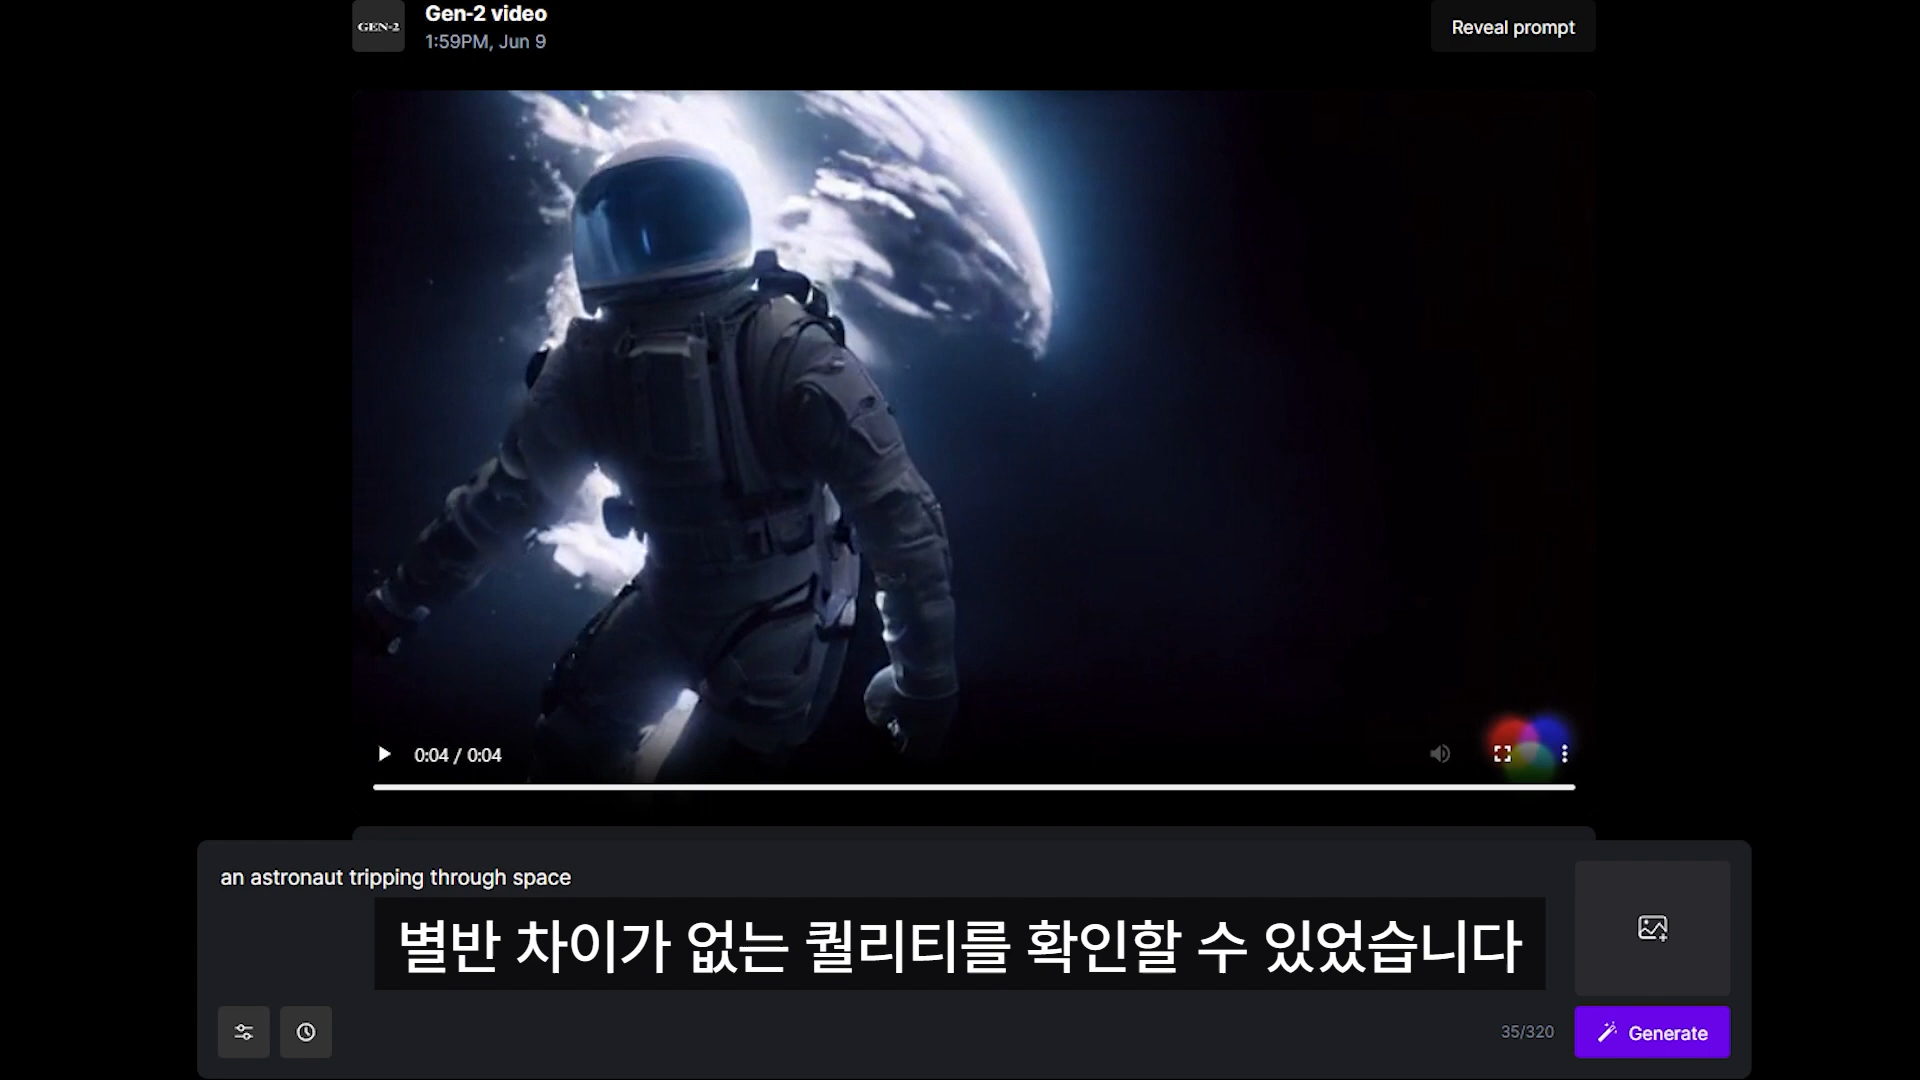 GEN-2
Gen-2 video
1:59PM, Jun 9
Reveal prompt
0:04 / 0:04
an astronaut tripping through space
별반 차이가 없는 퀄리티를 확인할 수 있었습니다
35/320
Generate